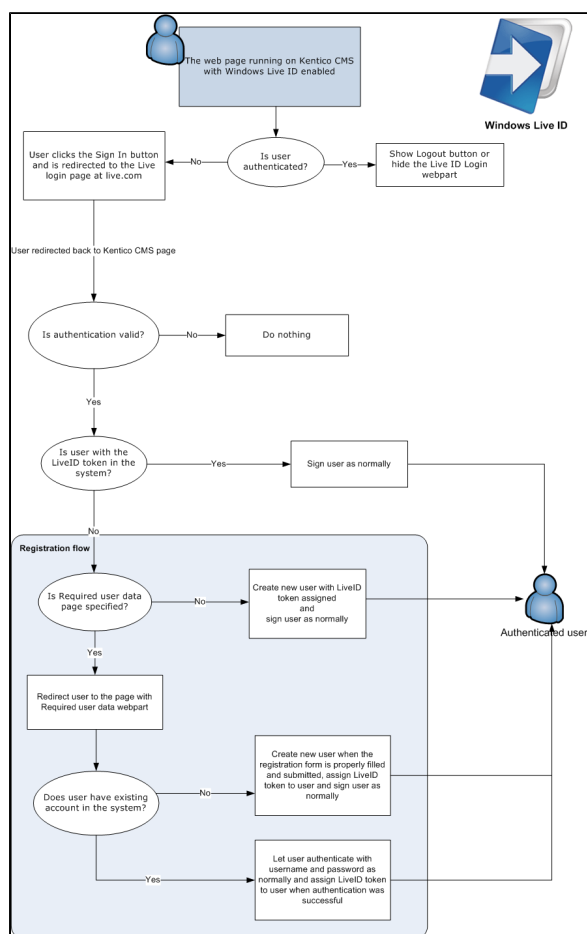 The web page running on Kentico CMS
with Windows Live ID enabled
Windows Live ID
User clicks the Sign In button
and is redirected to the Live
login page at live.com
No
Is user
authenticated?
Yes
Show Logout button or
hide the Live ID Login
webpart
User redirected back to Kentico CMS page
Is authentication valid?
No
Do nothing
Yes
Is user with the
LiveID token in the
system?
Yes
Sign user as normally
No
Registration flow
Is Required user data
page specified?
No
Create new user with LiveID
token assigned
and
sign user as normally
Authenticated user
Yes
Redirect user to the page with
Required user data webpart
Does user have existing
account in the system?
No
Create new user when the
registration form is properly filled
and submitted, assign LiveID
token to user and sign user as
normally
Yes
Let user authenticate with
username and password as
normally and assign LiveID token
to user when authentication was
successful